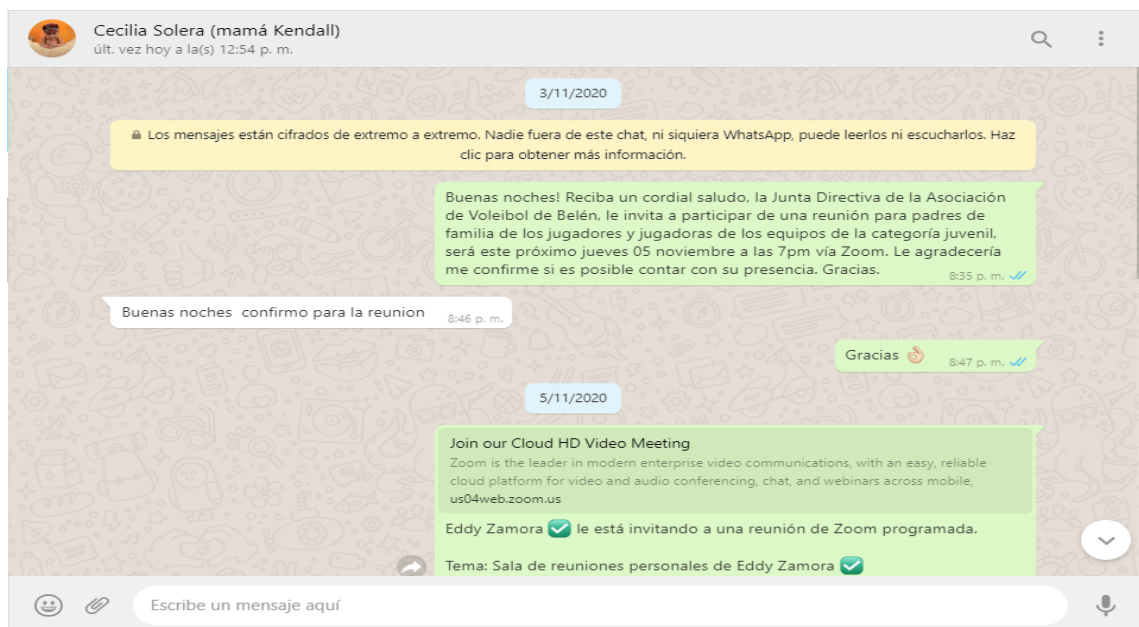 Cecilia Solera (mamá Kendall)
últ. vez hoy a la(s) 12:54 p. m.
3/11/2020
Los mensajes están cifrados de extremo a extremo. Nadie fuera de este chat, ni siquiera WhatsApp, puede leerlos ni escucharlos. Haz
clic para obtener más información.
Buenas noches! Reciba un cordial saludo, la Junta Directiva de la Asociación
de Voleibol de Belén, le invita a participar de una reunión para padres de
familia de los jugadores y jugadoras de los equipos de la categoría juvenil,
será este próximo jueves 05 noviembre a las 7pm vía Zoom. Le agradecería
me confirme si es posible contar con su presencia. Gracias.
8:35 p. m.
Buenas noches confirmo para la reunion
8:46 p. m.
Gracias 👌🏻
8:47 p. m.
5/11/2020
Join our Cloud HD Video Meeting
Zoom is the leader in modern enterprise video communications, with an easy, reliable
cloud platform for video and audio conferencing, chat, and webinars across mobile,
us04web.zoom.us
Eddy Zamora ✅ le está invitando a una reunión de Zoom programada.
Tema: Sala de reuniones personales de Eddy Zamora ✅
Escribe un mensaje aquí